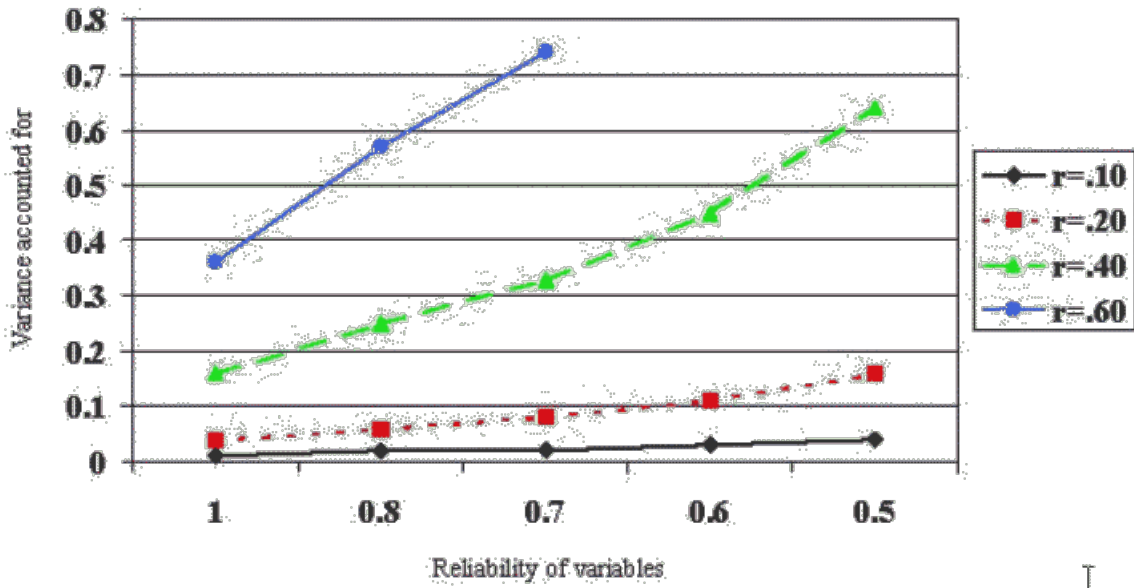 0.8
0.7
0.6
0.5
0.4
0.3
0.2
0.1
0
Variance accounted for
1 0.8 0.7 0.6 0.5
Reliability of variables
r=.10
r=.20
r=.40
r=.60